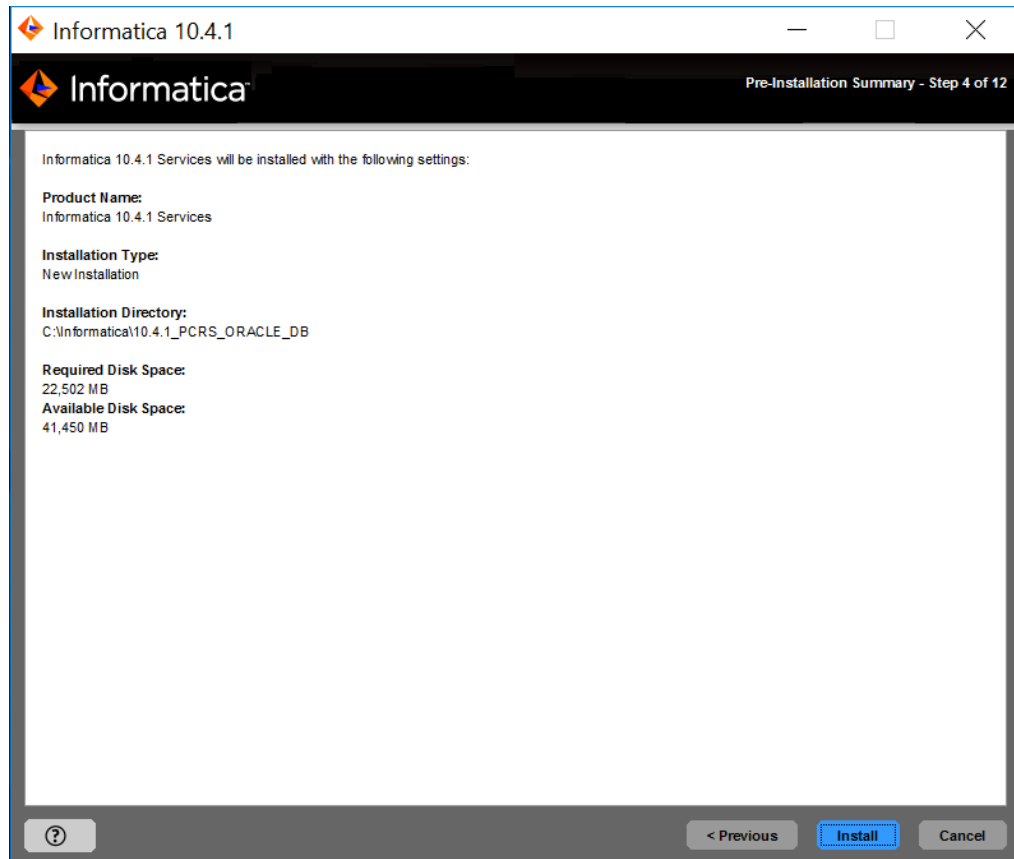 Informatica 10.4.1
Informatica
Pre-Installation Summary - Step 4 of 12
Informatica 10.4.1 Services will be installed with the following settings:
Product Name:
Informatica 10.4.1 Services
Installation Type:
New Installation
Installation Directory:
C:\Informatica\10.4.1_PCRS_ORACLE_DB
Required Disk Space:
22,502 MB
Available Disk Space:
41,450 MB
?
< Previous
Install
Cancel